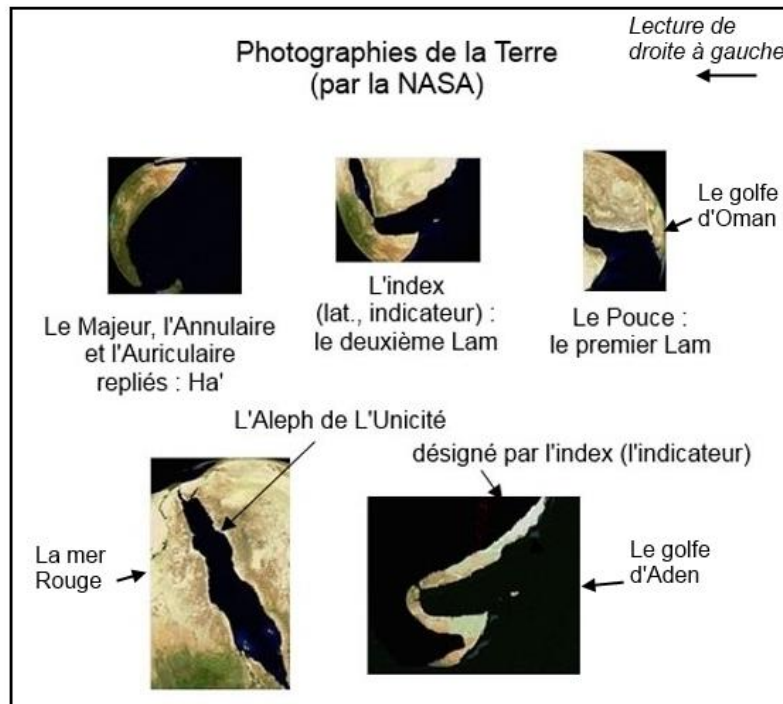 Photographies de la Terre
(par la NASA)
Lecture de
droite à gauche
Le golfe
d'Oman
Le Majeur, l'Annulaire
et l'Auriculaire
repliés : Ha'
L'index
(lat., indicateur) :
le deuxième Lam
Le Pouce :
le premier Lam
L'Aleph de L'Unicité
désigné par l'index (l'indicateur)
La mer
Rouge
Le golfe
d'Aden